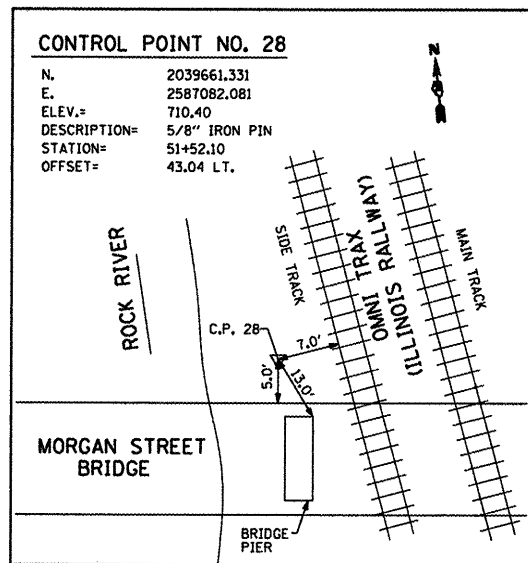 CONTROL POINT NO. 28
N. 2039661.331
E. 2587082.081
ELEV.= 710.40
DESCRIPTION= 5/8" IRON PIN
STATION= 51+52.10
OFFSET= 43.04 LT.
N
ROCK RIVER
SIDE TRACK
OMNI TRAX
(ILLINOIS RALLWAY)
MAIN TRACK
C.P. 28
7.0'
5.0'
13.0'
MORGAN STREET
BRIDGE
BRIDGE
PIER